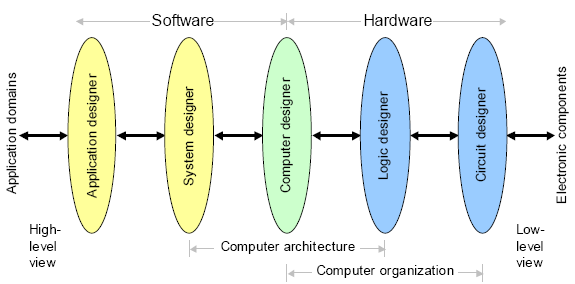 Software
Hardware
Application domains
Application designer
System designer
Computer designer
Logic designer
Circuit designer
Electronic components
High-
level
view
Low-
level
view
Computer architecture
Computer organization